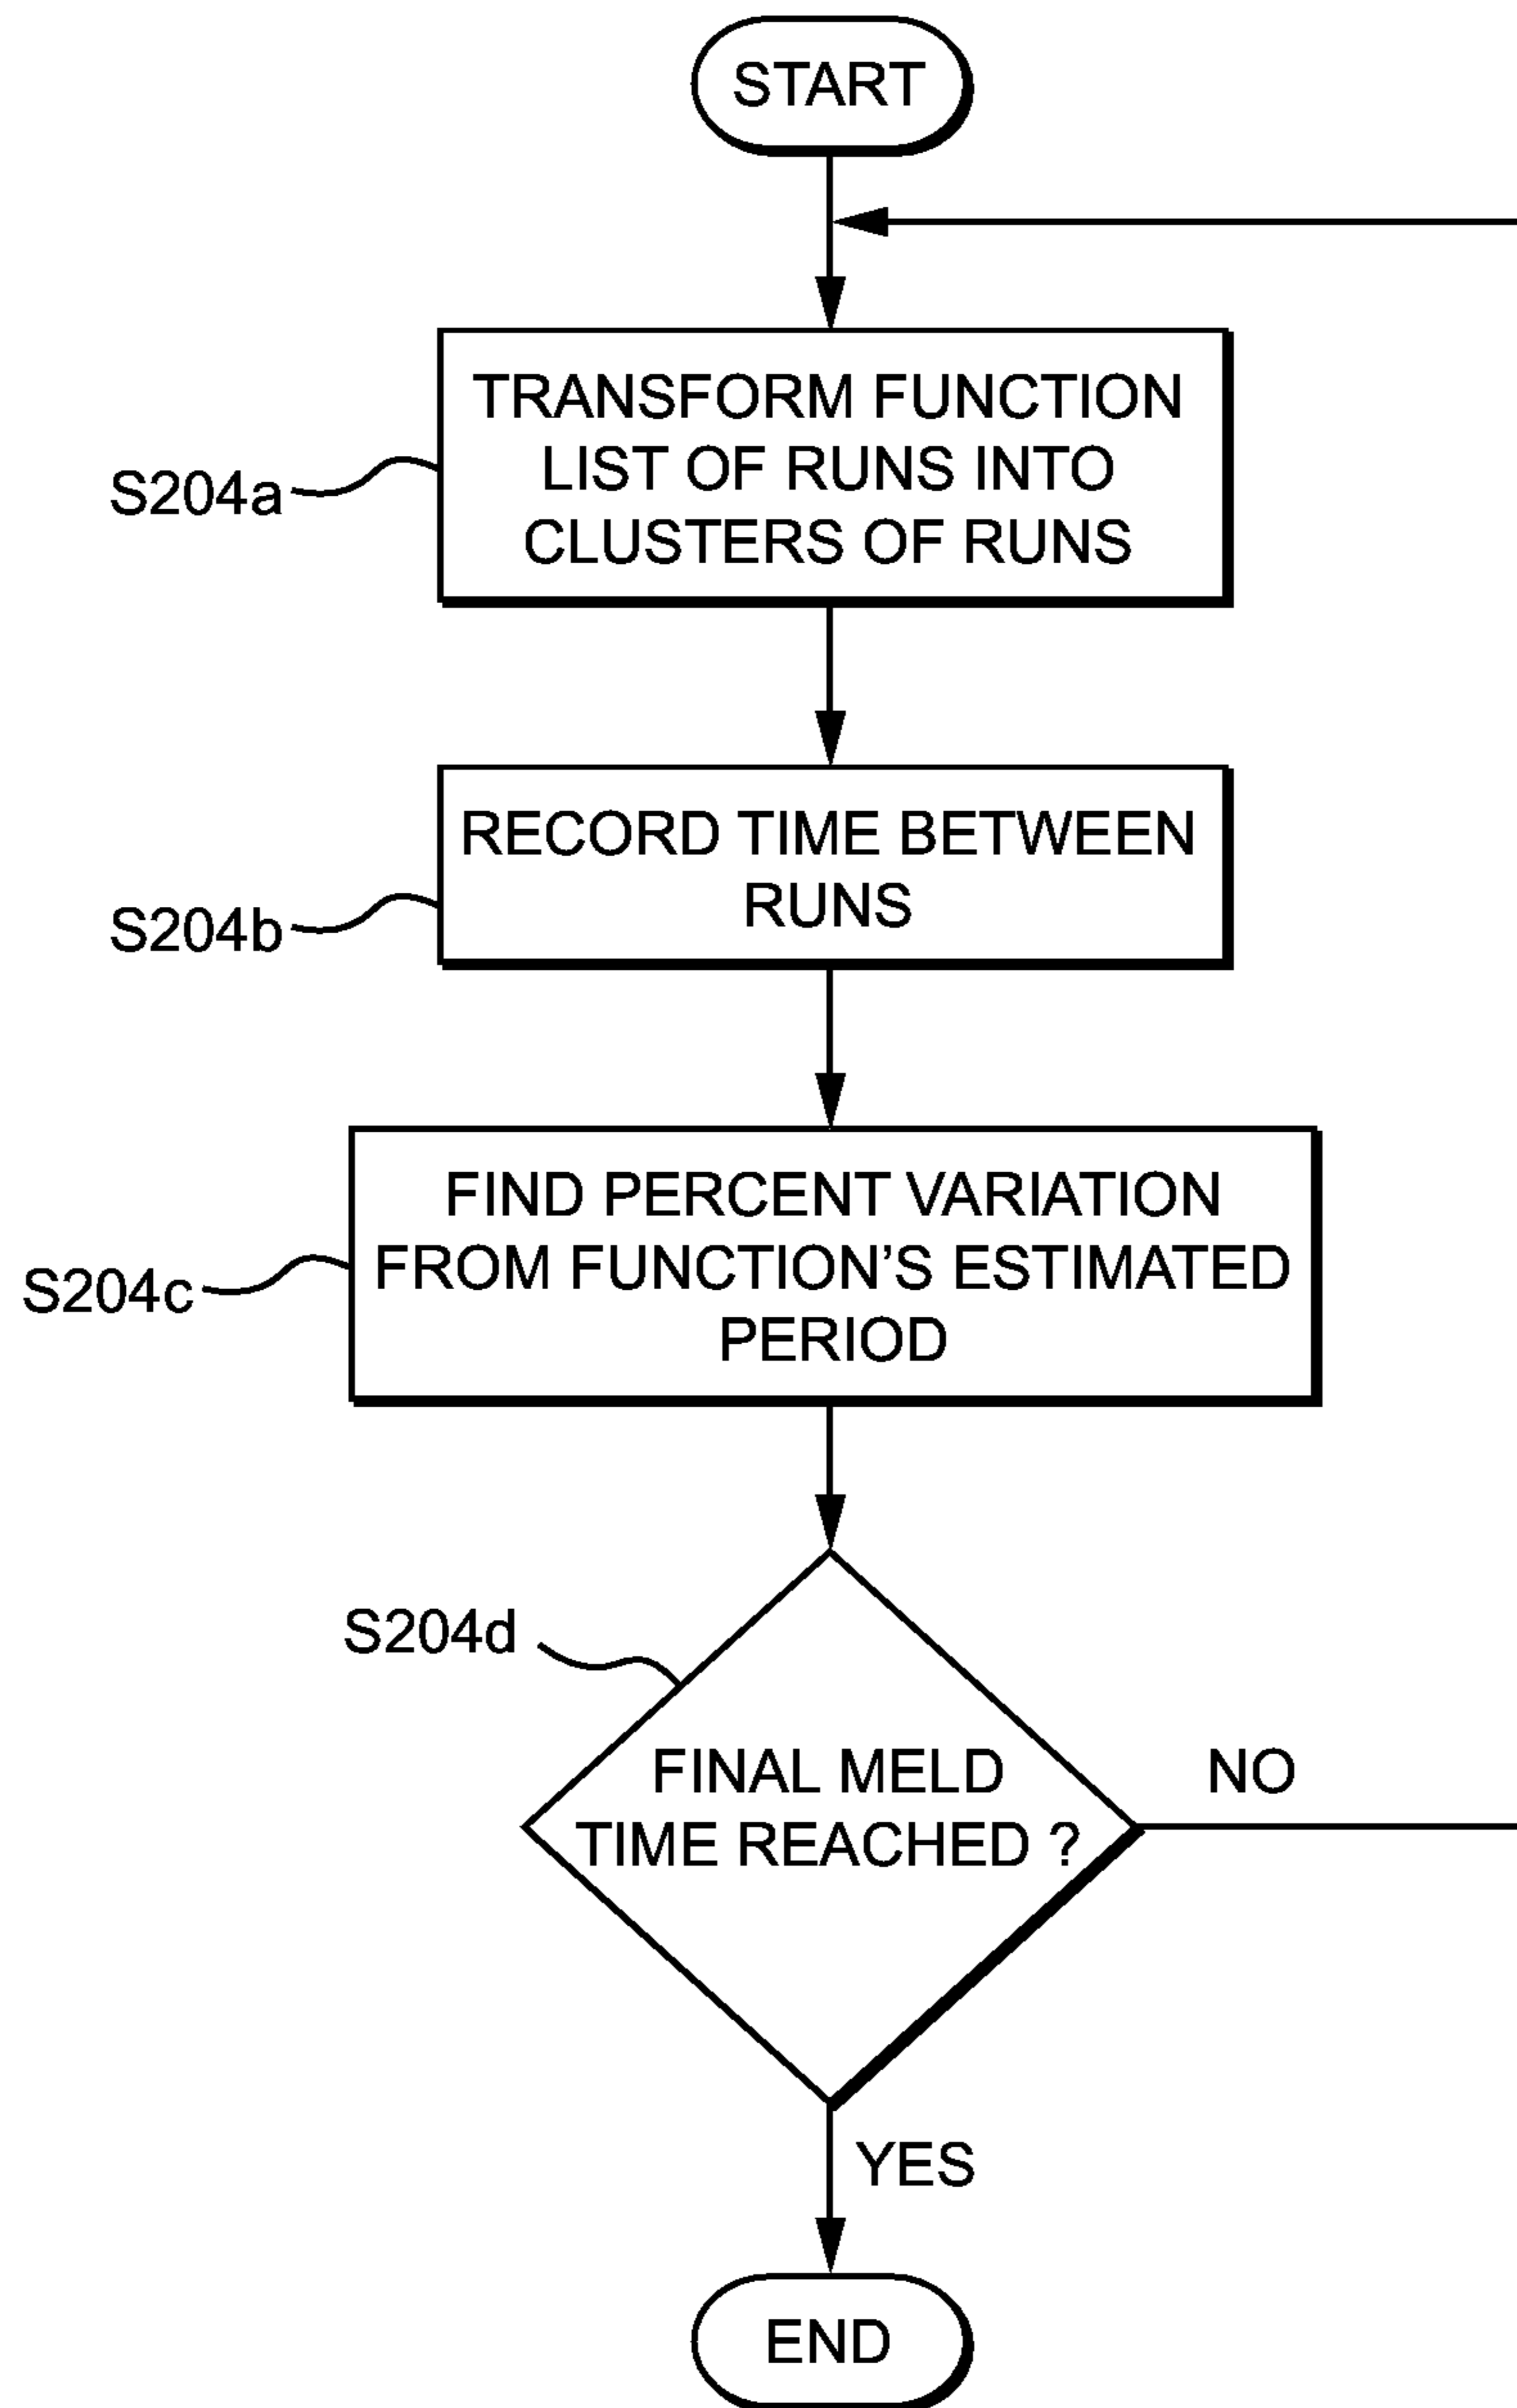 START
TRANSFORM FUNCTION
LIST OF RUNS INTO
CLUSTERS OF RUNS
S204a
RECORD TIME BETWEEN
RUNS
S204b
FIND PERCENT VARIATION
FROM FUNCTION’S ESTIMATED
PERIOD
S204c
S204d
FINAL MELD
TIME REACHED ?
NO
YES
END